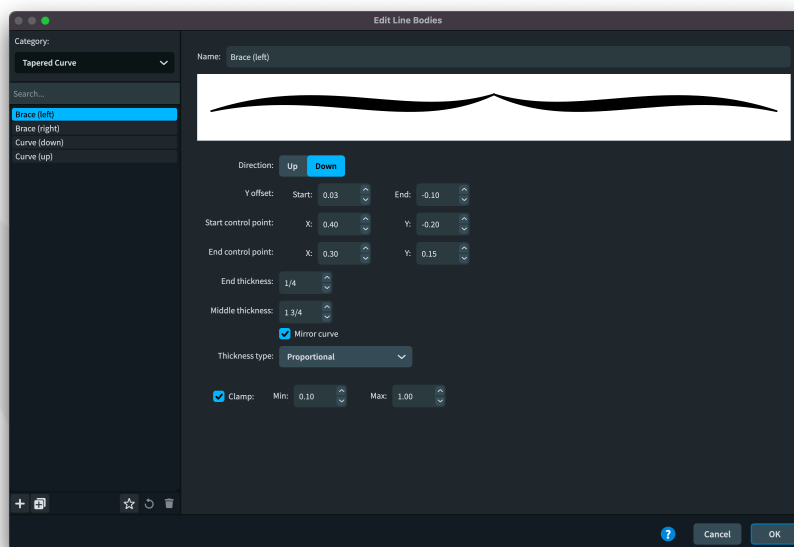 Edit Line Bodies
Category:
Tapered Curve
Search...
Brace (left)
Brace (right)
Curve (down)
Curve (up)
Name: Brace (left)
Direction: Up Down
Y offset: Start: 0.03 End: -0.10
Start control point: X: 0.40 Y: -0.20
End control point: X: 0.30 Y: 0.15
End thickness: 1/4
Middle thickness: 1 3/4
Mirror curve
Thickness type: Proportional
Clamp: Min: 0.10 Max: 1.00
? Cancel OK